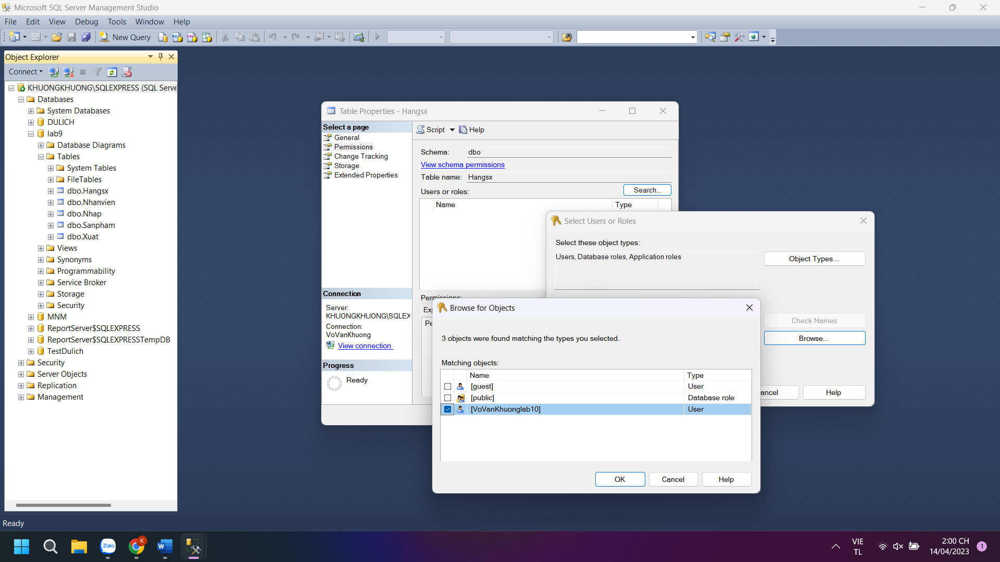 Microsoft SQL Server Management Studio
File Edit View Debug Tools Window Help
New Query
Object Explorer
Connect
KHUONGKHUONG\SQLEXPRESS (SQL Serve
Databases
System Databases
DULICH
lab9
Database Diagrams
Tables
System Tables
FileTables
dbo.Hangsx
dbo.Nhanvien
dbo.Nhap
dbo.Sanpham
dbo.Xuat
Views
Synonyms
Programmability
Service Broker
Storage
Security
MNM
ReportServer$SQLEXPRESS
ReportServer$SQLEXPRESSTempDB
TestDulich
Security
Server Objects
Replication
Management
Ready
Table Properties - Hangsx
Select a page
General
Permissions
Change Tracking
Storage
Extended Properties
Connection
Server:
KHUONGKHUONG\SQLEX
Connection:
VoVanKhuong
View connection
Progress
Ready
Script Help
Schema: dbo
View schema permissions
Table name: Hangsx
Users or roles: Search...
Name Type
Permissions:
Select Users or Roles
Select these object types:
Users, Database roles, Application roles
Object Types...
Check Names
Browse...
ancel Help
Browse for Objects
3 objects were found matching the types you selected.
Matching objects:
Name Type
[guest] User
[public] Database role
[VoVanKhuonglab10] User
OK Cancel Help
Zalo
K
W
VIE
TL
2:00 CH
14/04/2023
1